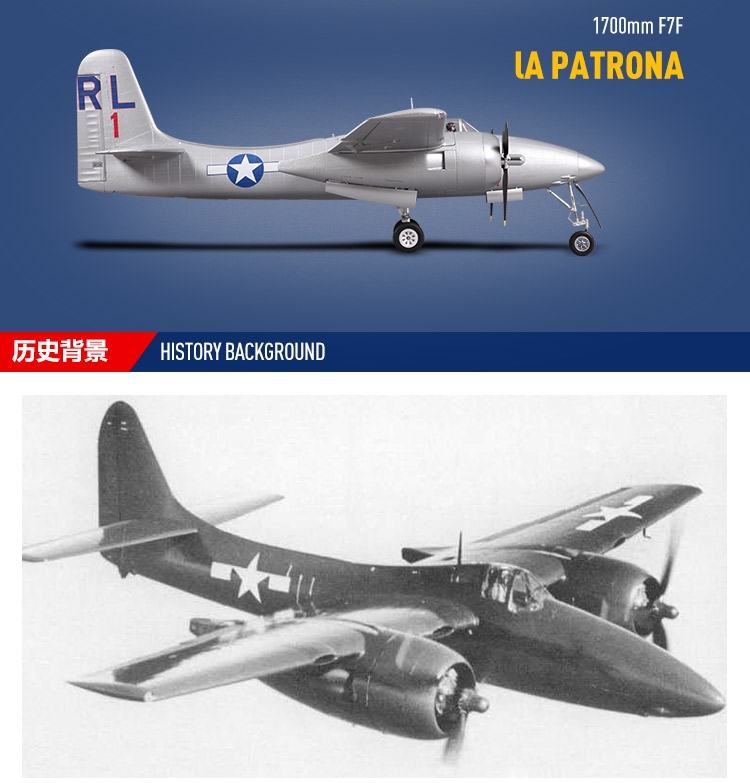 1700mm F7F
LA PATRONA
RL
1
历史背景
HISTORY BACKGROUND